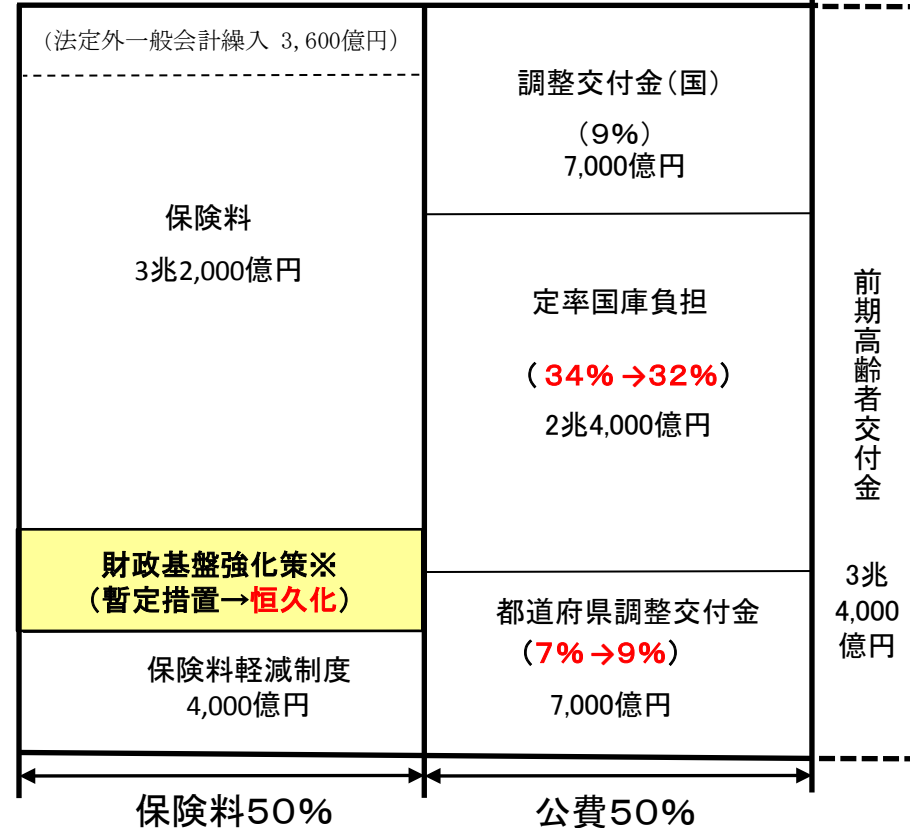 (法定外一般会計繰入 3,600億円)
保険料
3兆2,000億円
財政基盤強化策※
(暫定措置→恒久化)
保険料軽減制度
4,000億円
調整交付金(国)
(9%)
7,000億円
定率国庫負担
(34%→32%)
2兆4,000億円
都道府県調整交付金
(7%→9%)
7,000億円
前期高齢者交付金
3兆
4,000
億円
保険料50%
公費50%